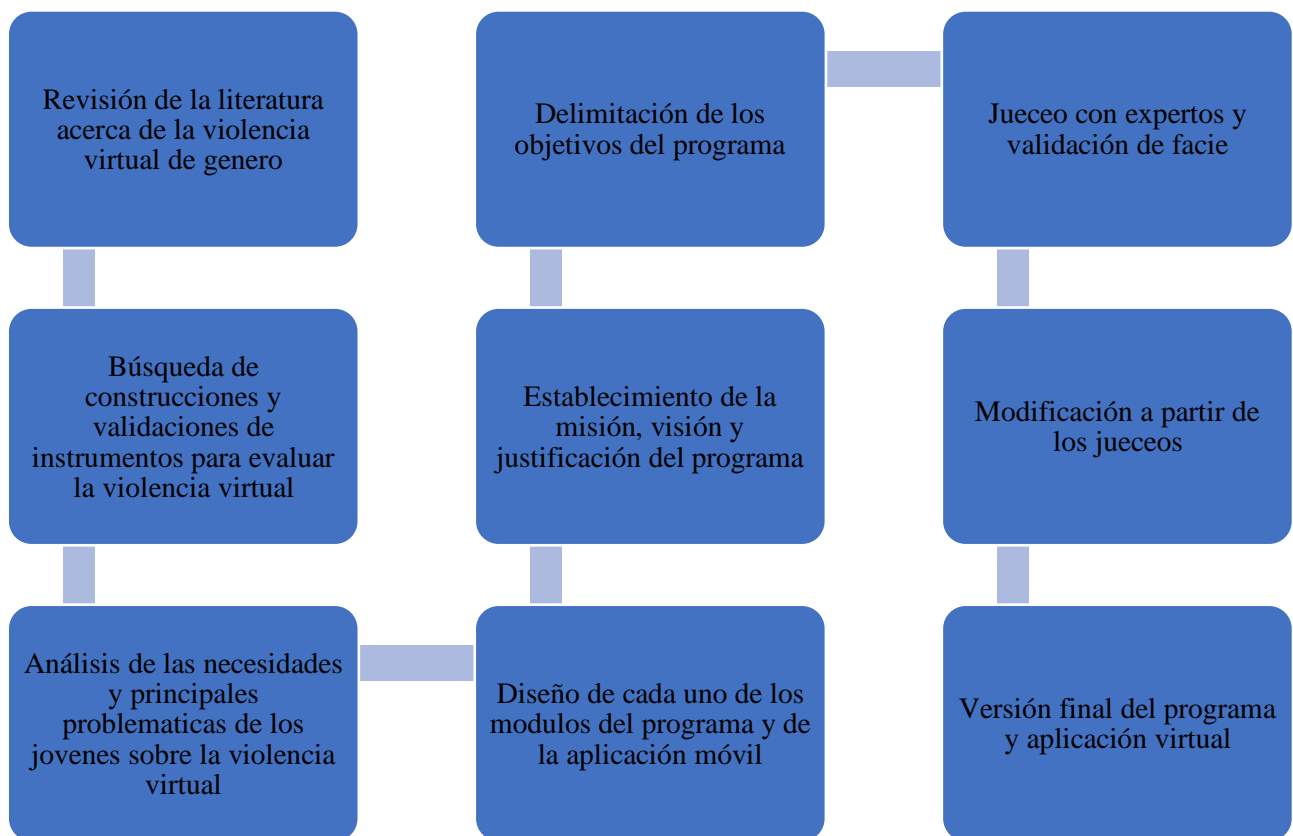 Revisión de la literatura
acerca de la violencia
virtual de genero
Búsqueda de
construcciones y
validaciones de
instrumentos para evaluar
la violencia virtual
Análisis de las necesidades
y principales
problematicas de los
jovenes sobre la violencia
virtual
Diseño de cada uno de los
modulos del programa y de
la aplicación móvil
Establecimiento de la
misión, visión y
justificación del programa
Delimitación de los
objetivos del programa
Jueceo con expertos y
validación de facie
Modificación a partir de
los jueceos
Versión final del programa
y aplicación virtual